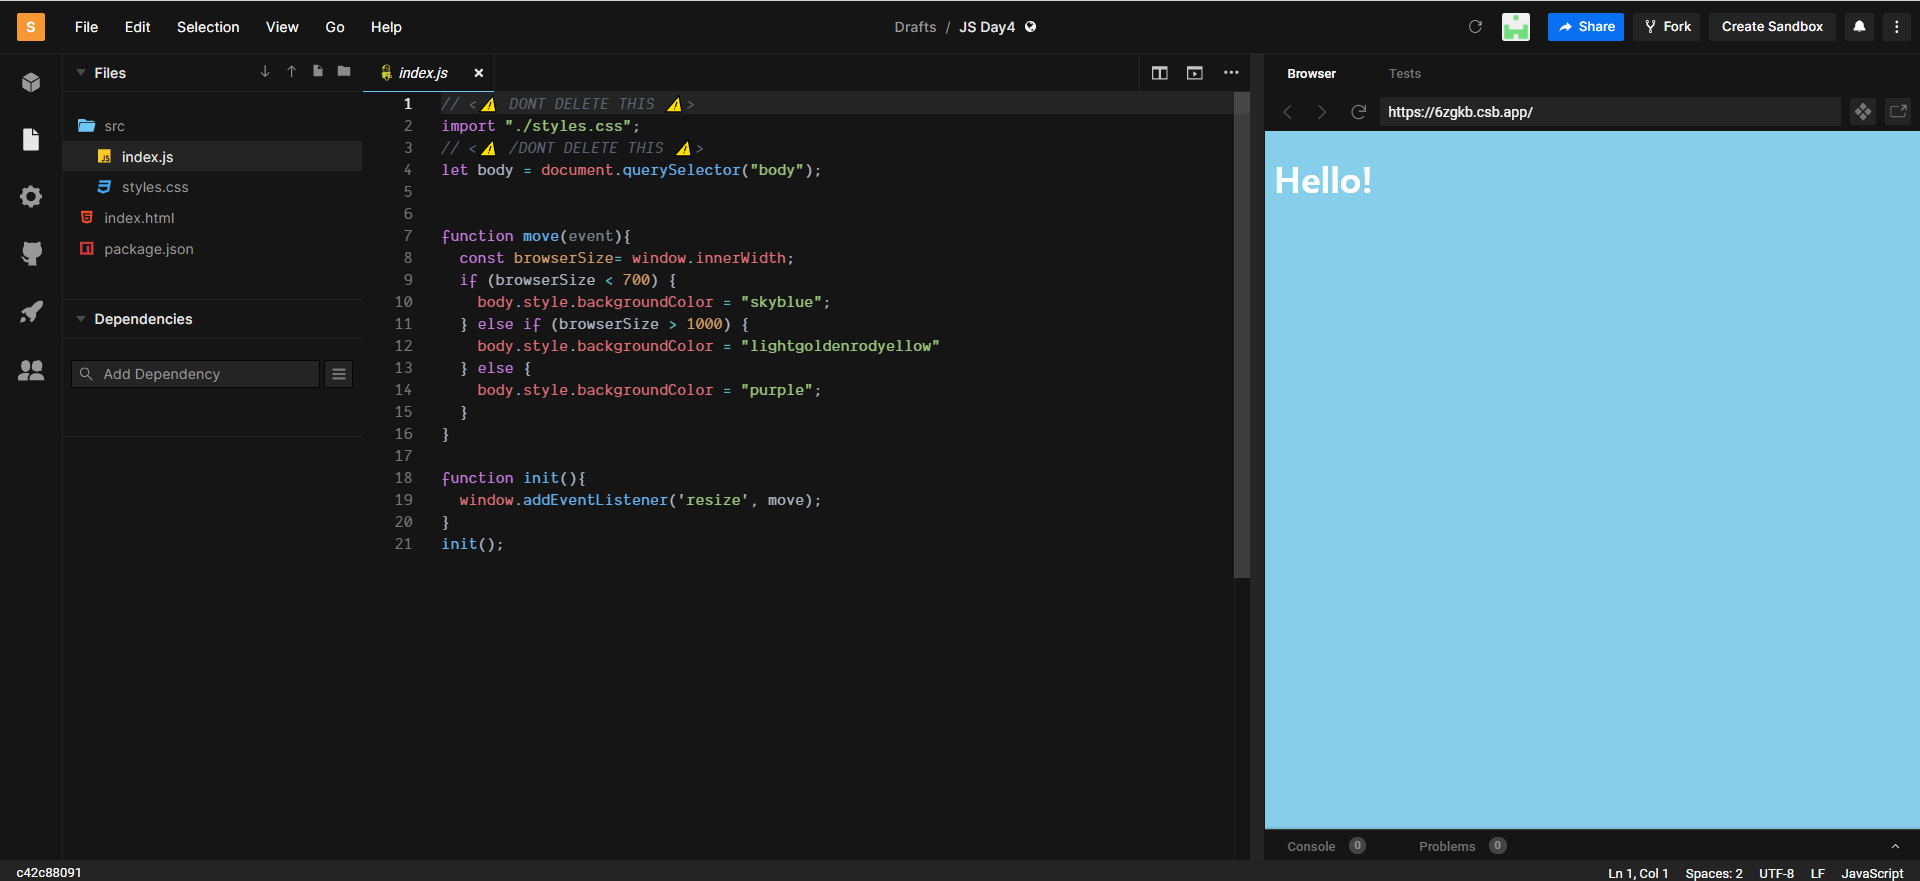 S File Edit Selection View Go Help Drafts / JS Day4 Share Fork Create Sandbox
Files
index.js
Browser Tests
https://6zgkb.csb.app/
src
index.js
styles.css
index.html
package.json
Dependencies
Add Dependency
1 // <⚠️ DONT DELETE THIS ⚠️>
2 import "./styles.css";
3 // <⚠️ /DONT DELETE THIS ⚠️>
4 let body = document.querySelector("body");
5
6
7 function move(event){
8   const browserSize= window.innerWidth;
9   if (browserSize < 700) {
10     body.style.backgroundColor = "skyblue";
11   } else if (browserSize > 1000) {
12     body.style.backgroundColor = "lightgoldenrodyellow"
13   } else {
14     body.style.backgroundColor = "purple";
15   }
16 }
17
18 function init(){
19   window.addEventListener('resize', move);
20 }
21 init();
Hello!
Console 0 Problems 0
c42c88091 Ln 1, Col 1 Spaces: 2 UTF-8 LF JavaScript